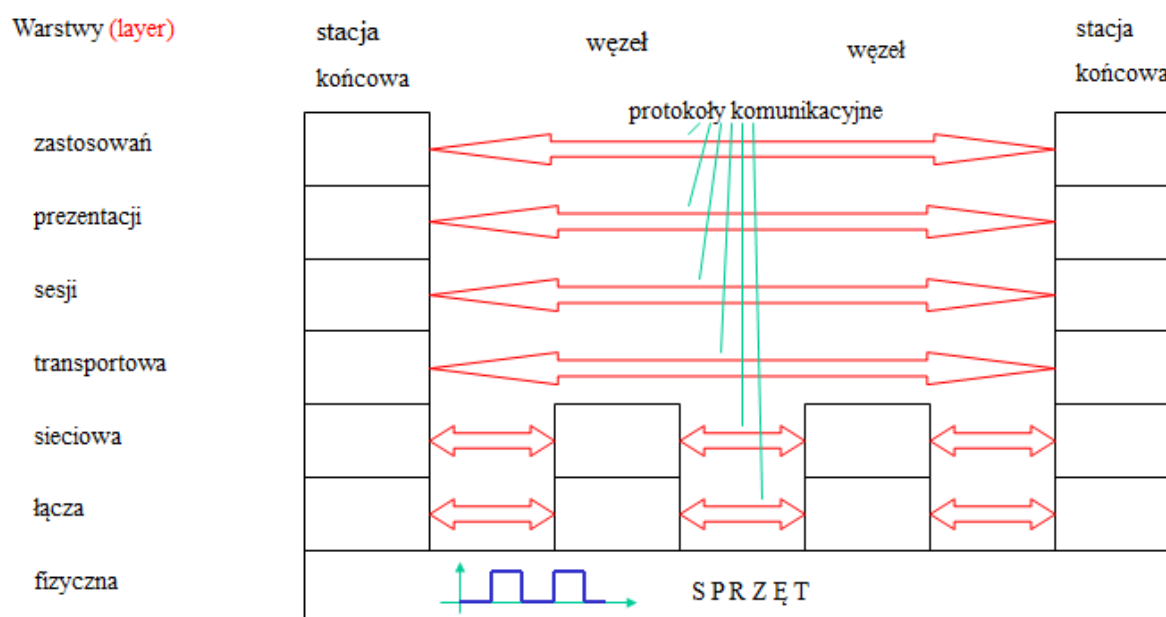 Warstwy (layer)
stacja
końcowa
węzeł
węzeł
stacja
końcowa
protokoły komunikacyjne
zastosowań
prezentacji
sesji
transportowa
sieciowa
łącza
fizyczna
SPRZĘT